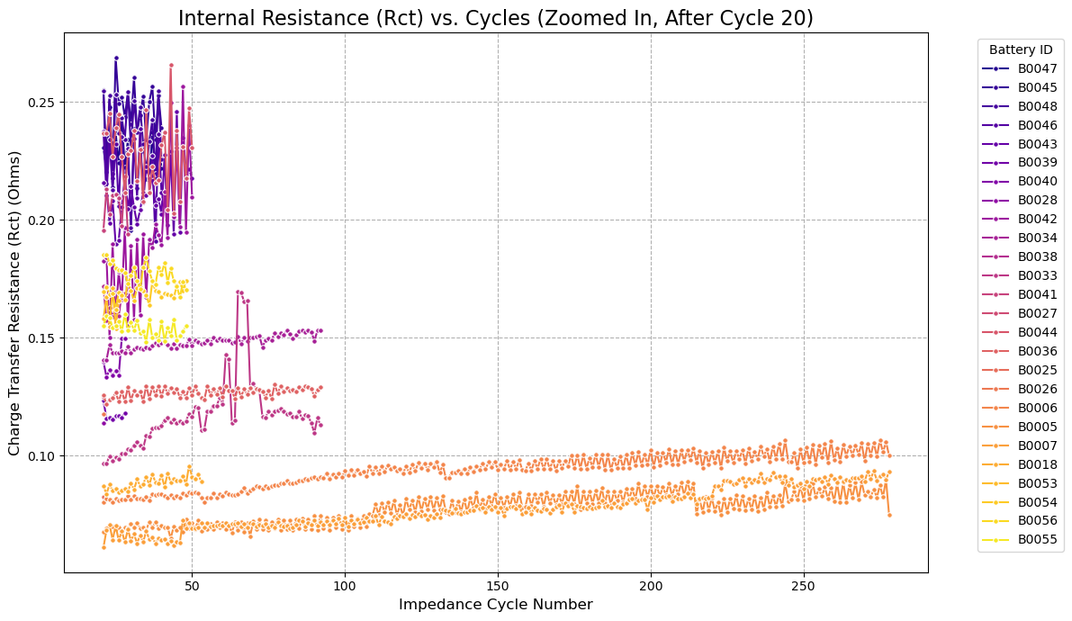 Internal Resistance (Rct) vs. Cycles (Zoomed In, After Cycle 20)
Charge Transfer Resistance (Rct) (Ohms)
0.25
0.20
0.15
0.10
50
100
150
200
250
Impedance Cycle Number
Battery ID
B0047
B0045
B0048
B0046
B0043
B0039
B0040
B0028
B0042
B0034
B0038
B0033
B0041
B0027
B0044
B0036
B0025
B0026
B0006
B0005
B0007
B0018
B0053
B0054
B0056
B0055